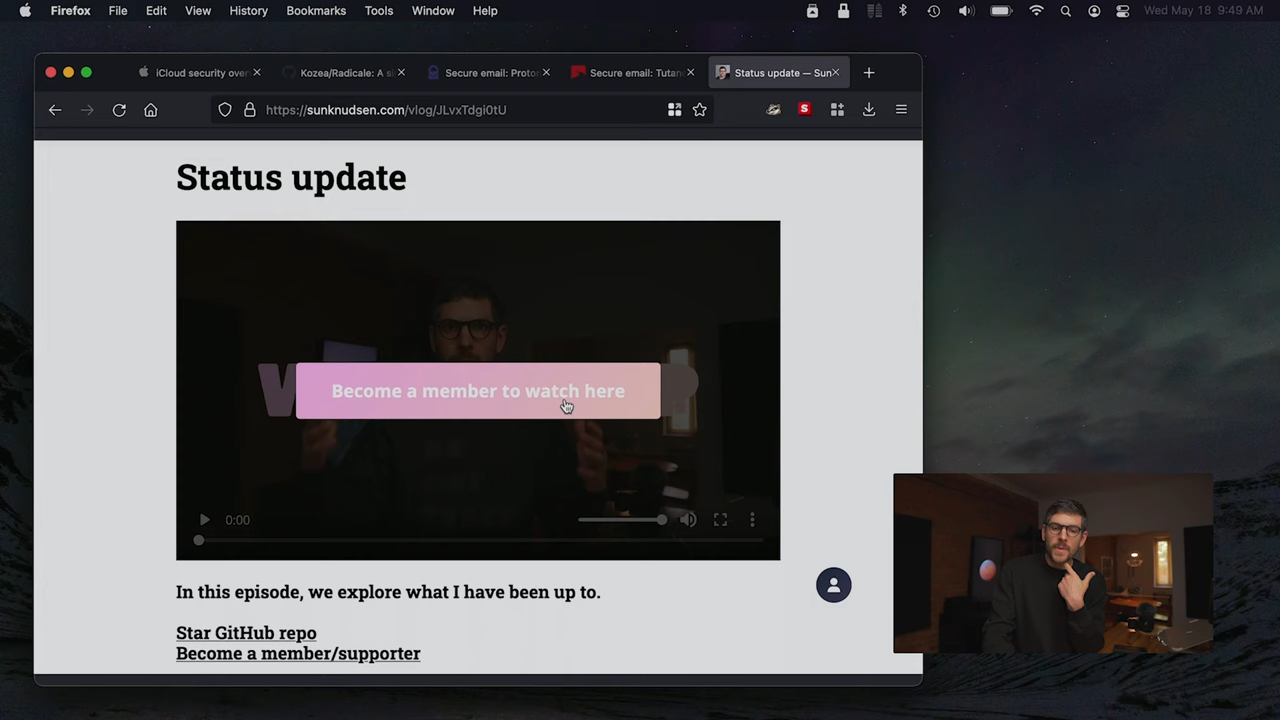 Firefox File Edit View History Bookmarks Tools Window Help Wed May 18 9:49 AM
iCloud security over Kozea/Radicale: A si Secure email: Proton Secure email: Tutano Status update — Sun
https://sunknudsen.com/vlog/JLvxTdgi0tU
Status update
Become a member to watch here
0:00
In this episode, we explore what I have been up to.
Star GitHub repo
Become a member/supporter